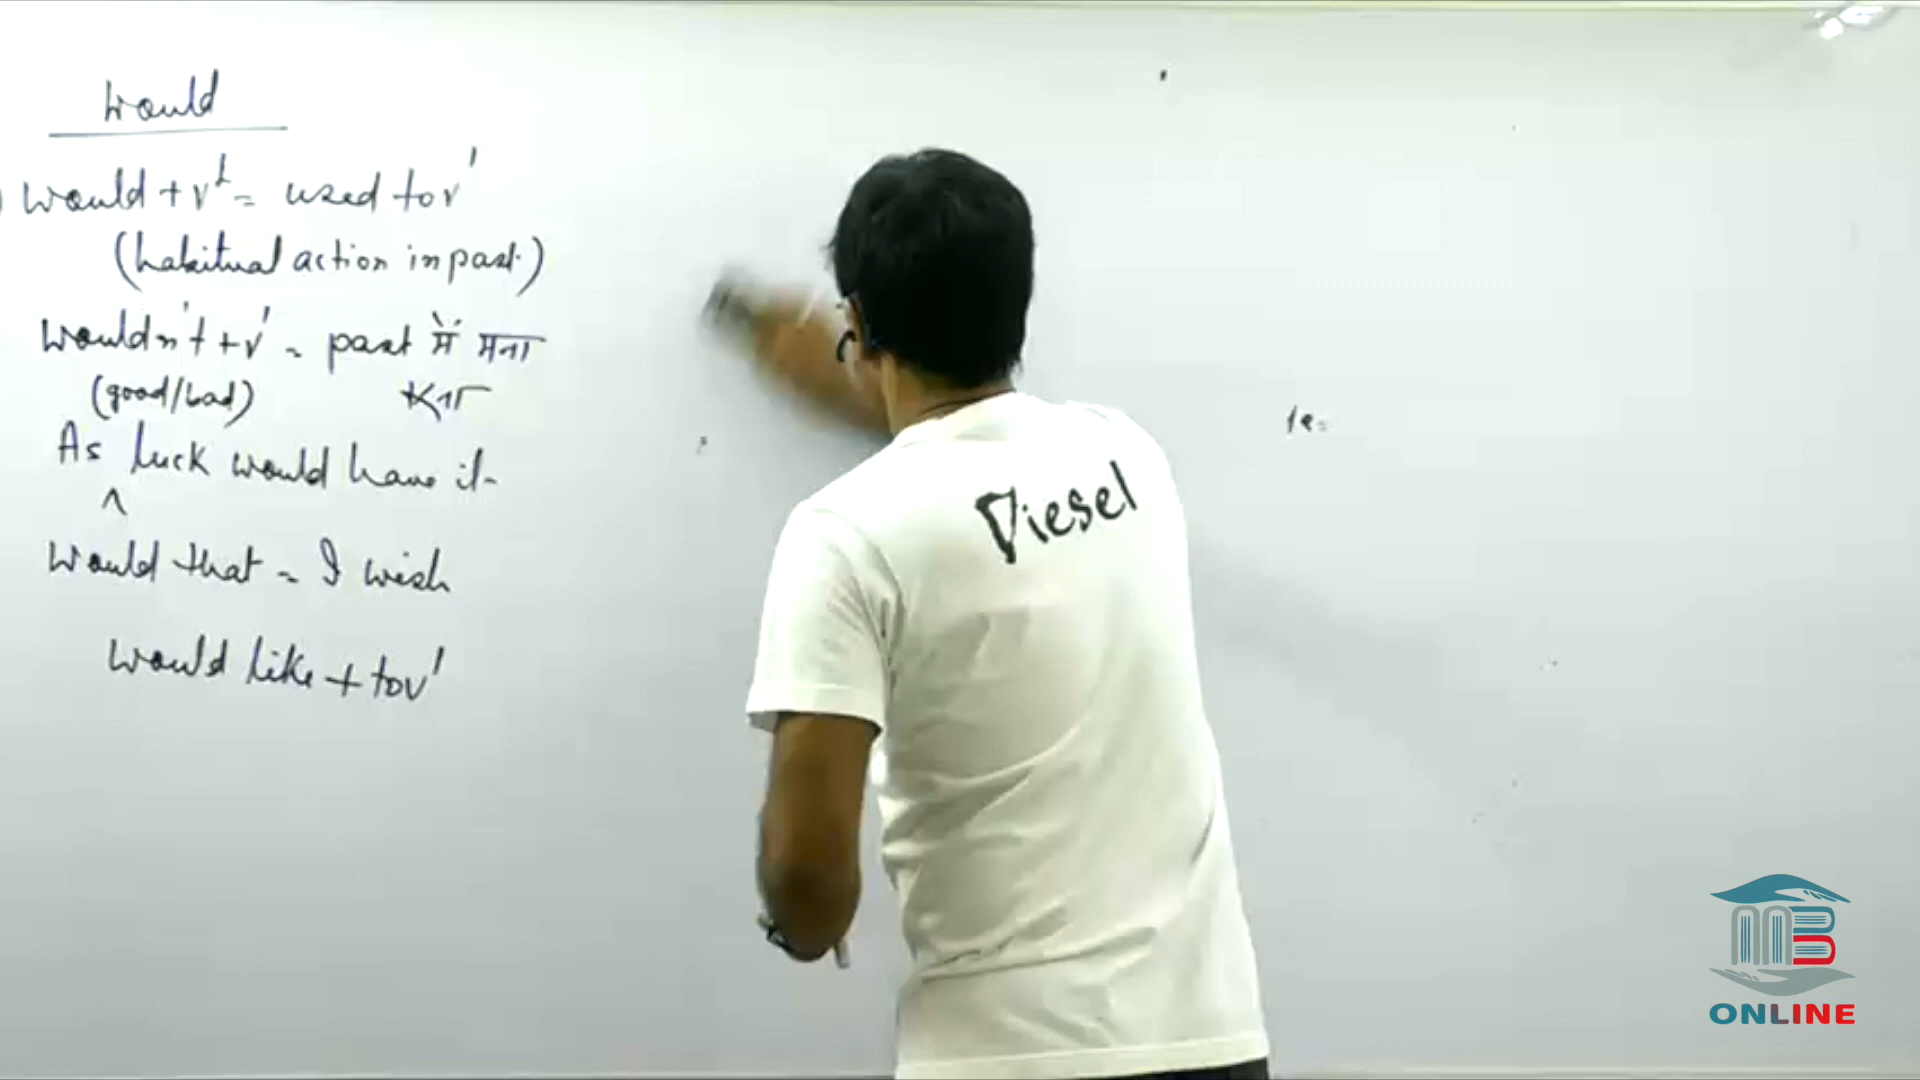 Would
Would + V¹ = used to V¹
(habitual action in past)
Wouldn't + V¹ = past में मना
(good/bad) करना
As luck would have it-
^
Would that = I wish
Would like + to V¹
Diesel
MB
ONLINE